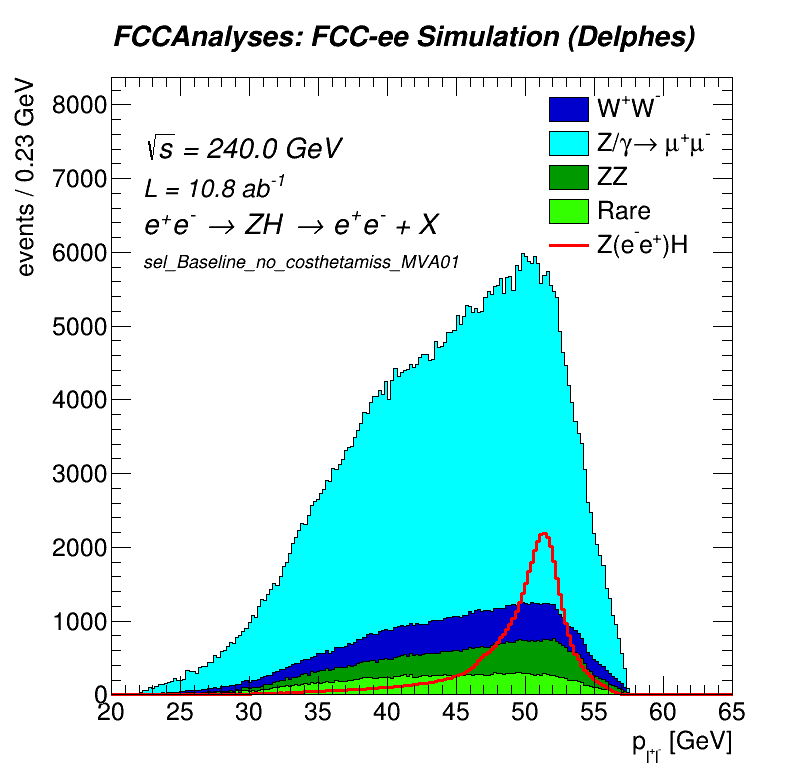 FCCAnalyses: FCC-ee Simulation (Delphes)
events / 0.23 GeV
8000
7000
6000
5000
4000
3000
2000
1000
0
√s = 240.0 GeV
L = 10.8 ab⁻¹
e⁺e⁻ → ZH → e⁺e⁻ + X
sel_Baseline_no_costhetamiss_MVA01
W⁺W⁻
Z/γ→ μ⁺μ⁻
ZZ
Rare
Z(e⁻e⁺)H
20 25 30 35 40 45 50 55 60 65
p_l⁺l⁻ [GeV]